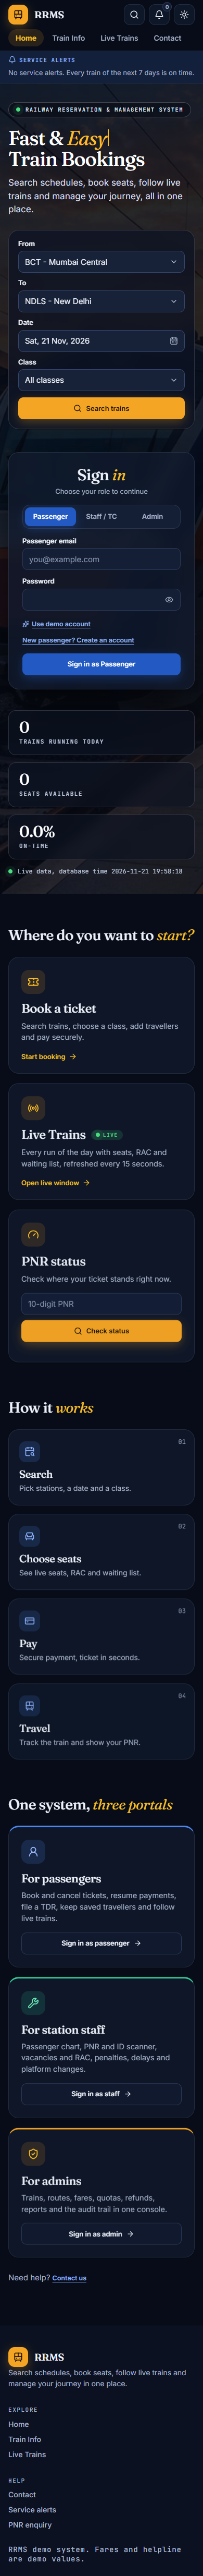 RRMS
0
Home
Train Info
Live Trains
Contact
SERVICE ALERTS
No service alerts. Every train of the next 7 days is on time.
RAILWAY RESERVATION & MANAGEMENT SYSTEM
Fast & Easy
Train Bookings
Search schedules, book seats, follow live
trains and manage your journey, all in one
place.
From
BCT - Mumbai Central
To
NDLS - New Delhi
Date
Sat, 21 Nov, 2026
Class
All classes
Search trains
Sign in
Choose your role to continue
Passenger
Staff / TC
Admin
Passenger email
you@example.com
Password
Use demo account
New passenger? Create an account
Sign in as Passenger
0
TRAINS RUNNING TODAY
0
SEATS AVAILABLE
0.0%
ON-TIME
Live data, database time 2026-11-21 19:58:18
Where do you want to start?
Book a ticket
Search trains, choose a class, add travellers
and pay securely.
Start booking
Live Trains
LIVE
Every run of the day with seats, RAC and
waiting list, refreshed every 15 seconds.
Open live window
PNR status
Check where your ticket stands right now.
10-digit PNR
Check status
How it works
01
Search
Pick stations, a date and a class.
02
Choose seats
See live seats, RAC and waiting list.
03
Pay
Secure payment, ticket in seconds.
04
Travel
Track the train and show your PNR.
One system, three portals
For passengers
Book and cancel tickets, resume payments,
file a TDR, keep saved travellers and follow
live trains.
Sign in as passenger
For station staff
Passenger chart, PNR and ID scanner,
vacancies and RAC, penalties, delays and
platform changes.
Sign in as staff
For admins
Trains, routes, fares, quotas, refunds,
reports and the audit trail in one console.
Sign in as admin
Need help? Contact us
RRMS
Search schedules, book seats, follow live trains and
manage your journey in one place.
EXPLORE
Home
Train Info
Live Trains
HELP
Contact
Service alerts
PNR enquiry
RRMS demo system. Fares and helpline
are demo values.